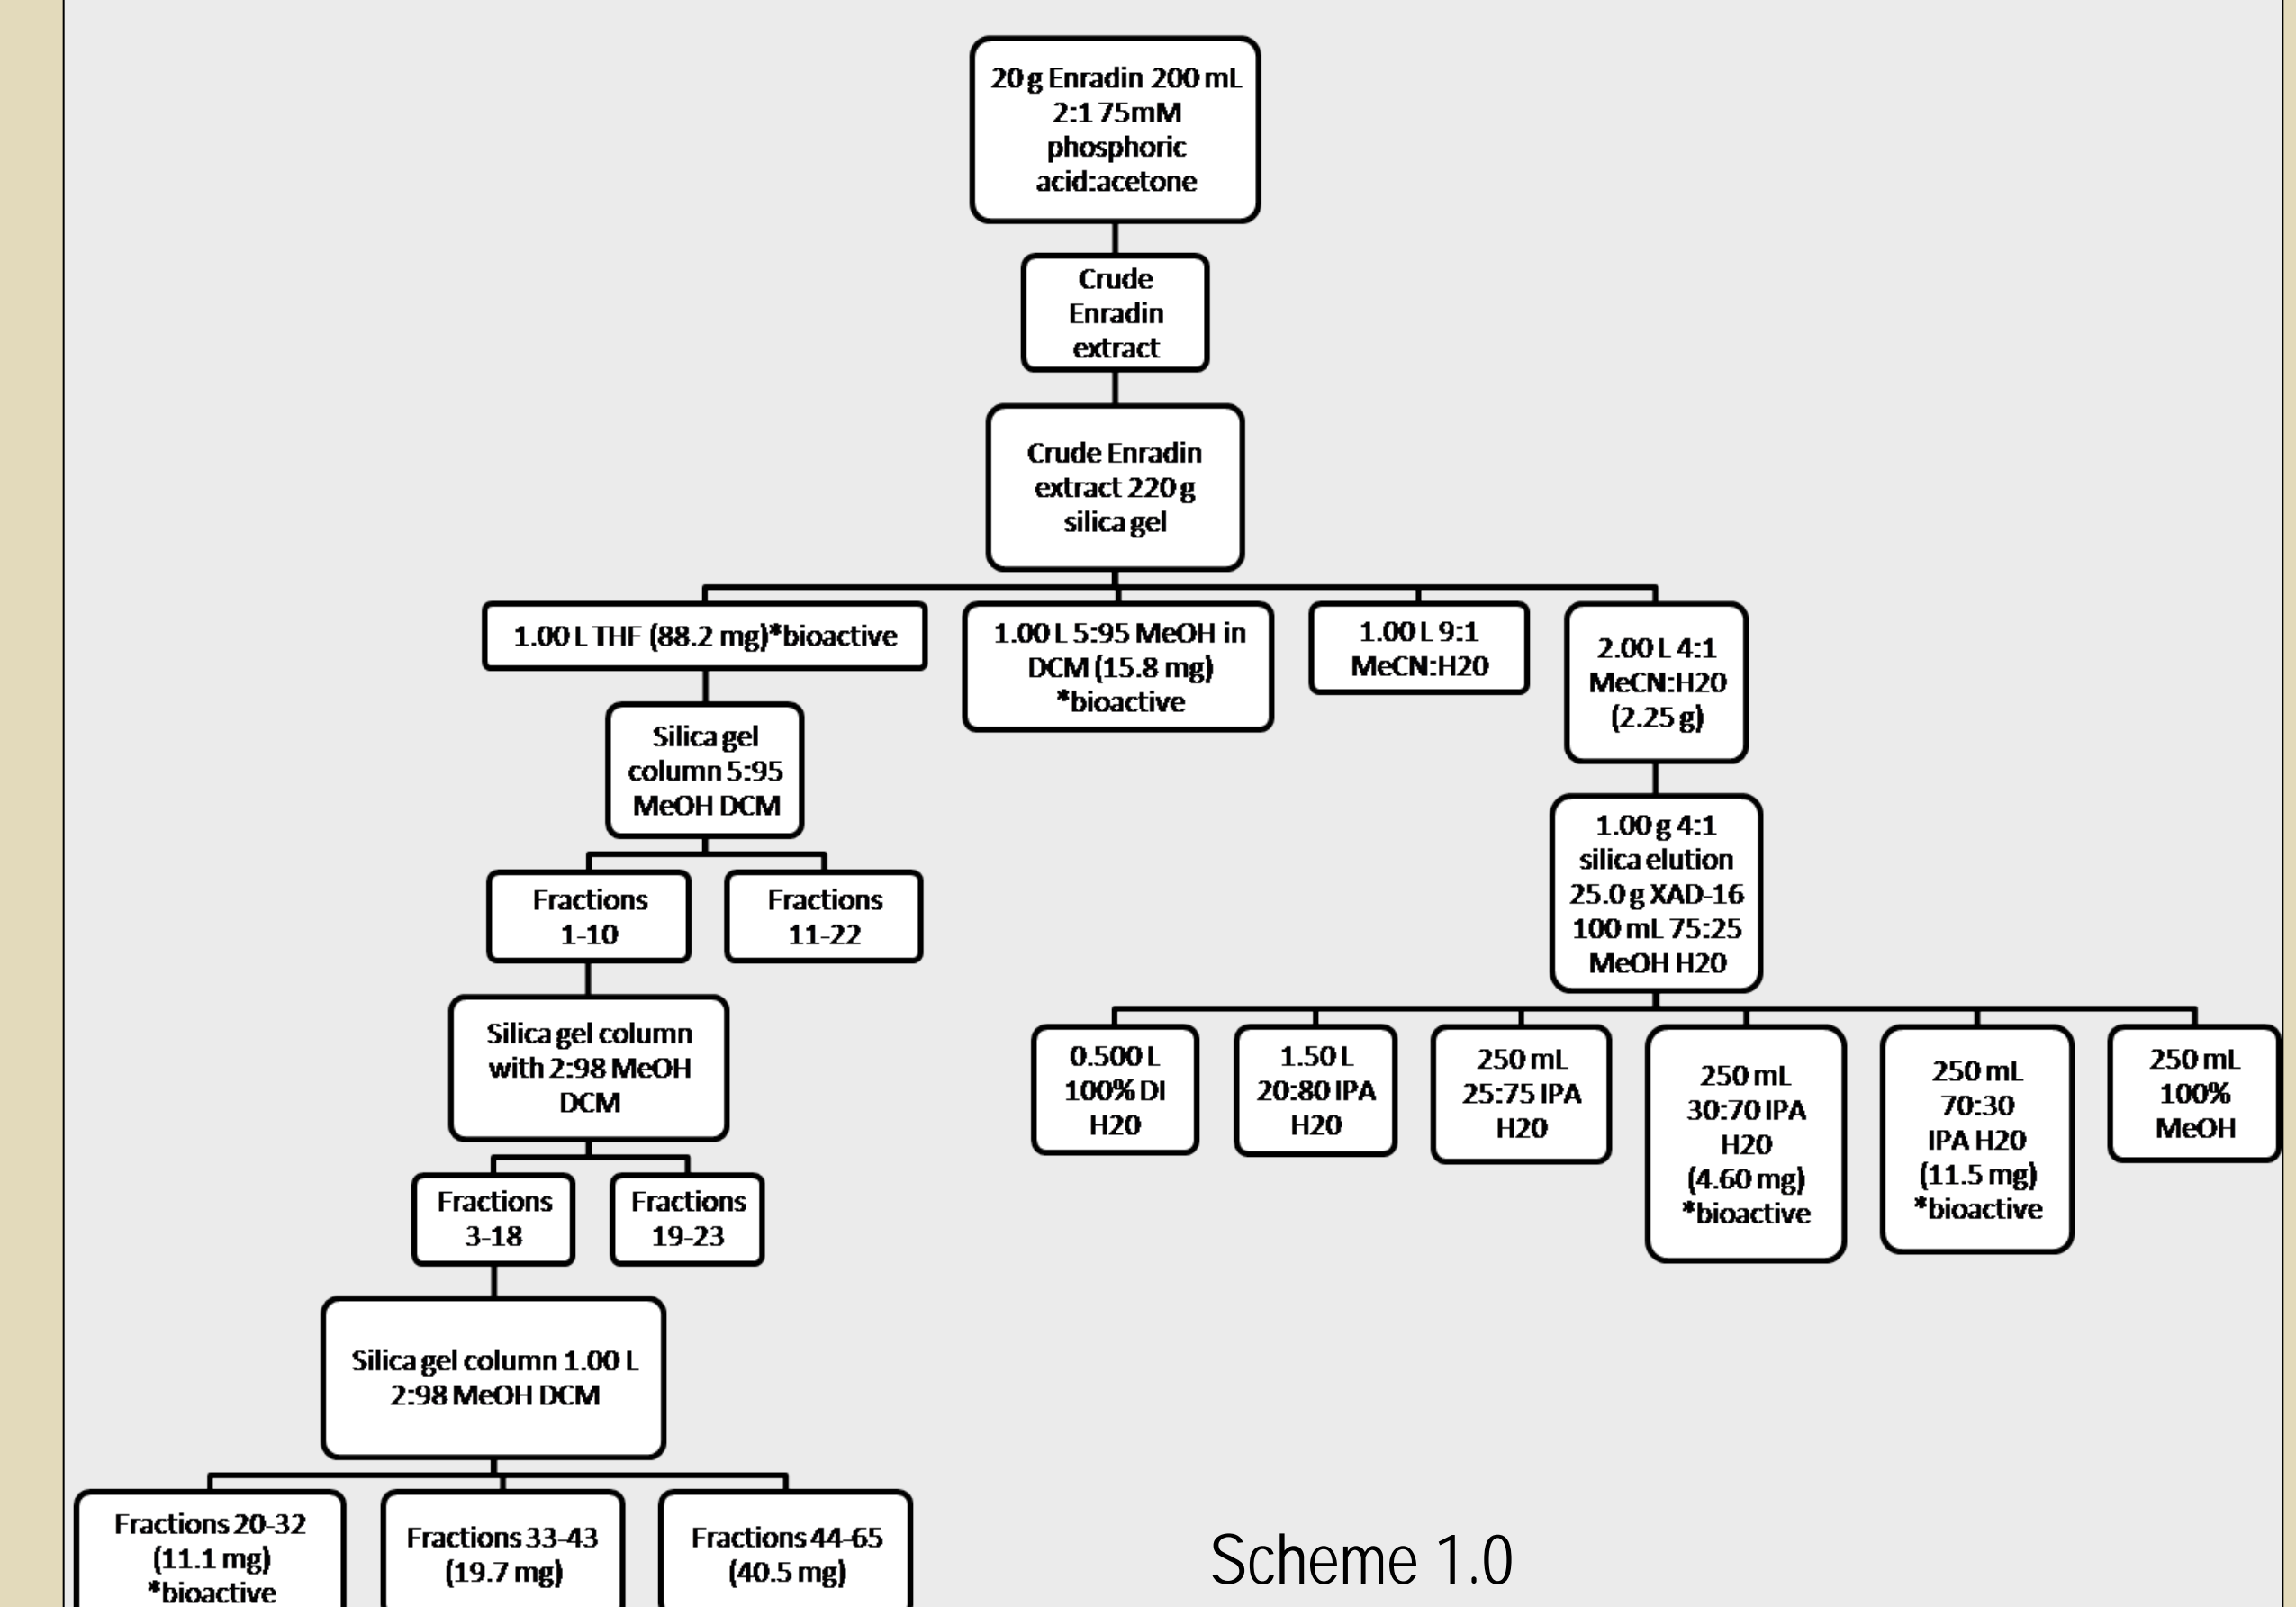 20 g Enradin 200 mL
2:1 75mM
phosphoric
acid:acetone
Crude
Enradin
extract
Crude Enradin
extract 220 g
silica gel
1.00 L THF (88.2 mg)*bioactive
1.00 L 5:95 MeOH in
DCM (15.8 mg)
*bioactive
1.00 L 9:1
MeCN:H20
2.00 L 4:1
MeCN:H20
(2.25 g)
Silica gel
column 5:95
MeOH DCM
1.00 g 4:1
silica elution
25.0 g XAD-16
100 mL 75:25
MeOH H20
Fractions
1-10
Fractions
11-22
Silica gel column
with 2:98 MeOH
DCM
0.500 L
100% DI
H20
1.50 L
20:80 IPA
H20
250 mL
25:75 IPA
H20
250 mL
30:70 IPA
H20
(4.60 mg)
*bioactive
250 mL
70:30
IPA H20
(11.5 mg)
*bioactive
250 mL
100%
MeOH
Fractions
3-18
Fractions
19-23
Silica gel column 1.00 L
2:98 MeOH DCM
Fractions 20-32
(11.1 mg)
*bioactive
Fractions 33-43
(19.7 mg)
Fractions 44-65
(40.5 mg)
Scheme 1.0